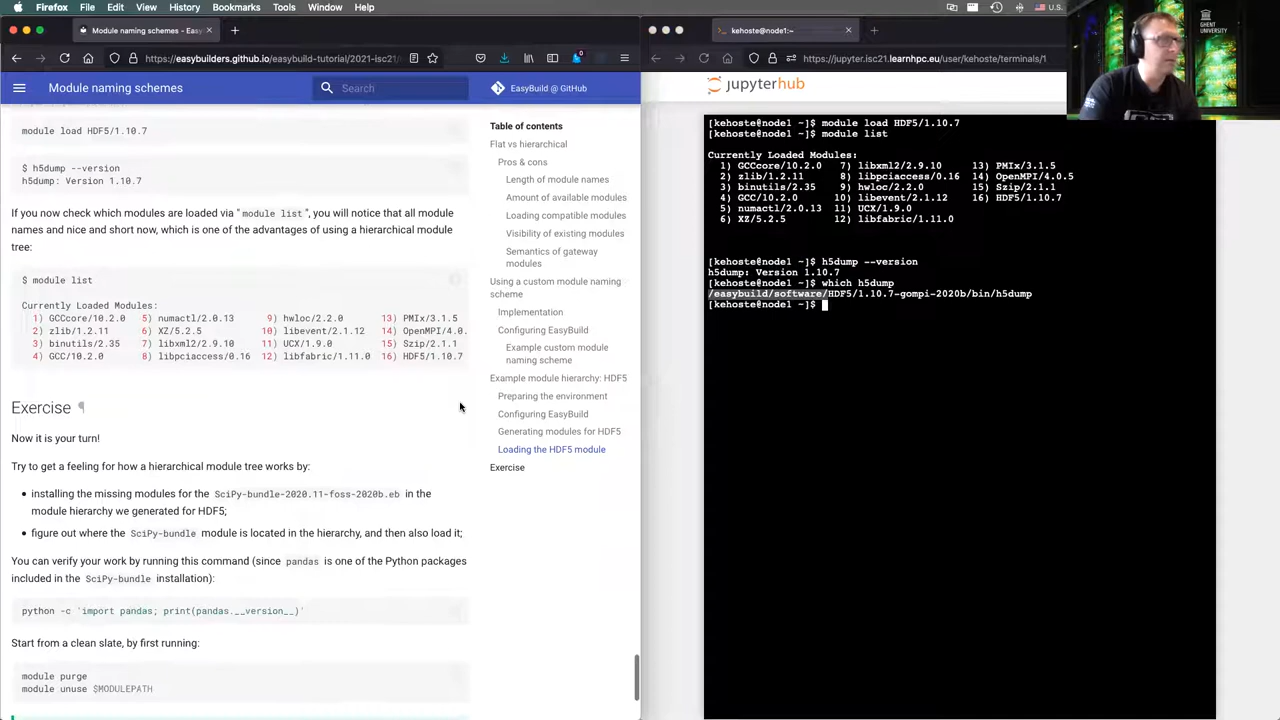 Firefox File Edit View History Bookmarks Tools Window Help
Module naming schemes - Easy
https://easybuilders.github.io/easybuild-tutorial/2021-isc21/
Module naming schemes
Search
EasyBuild @ GitHub
module load HDF5/1.10.7
$ h5dump --version
h5dump: Version 1.10.7
If you now check which modules are loaded via "module list", you will notice that all module
names and nice and short now, which is one of the advantages of using a hierarchical module
tree:
$ module list
Currently Loaded Modules:
1) GCCcore/10.2.0 5) numactl/2.0.13 9) hwloc/2.2.0 13) PMIx/3.1.5
2) zlib/1.2.11 6) XZ/5.2.5 10) libevent/2.1.12 14) OpenMPI/4.0.
3) binutils/2.35 7) libxml2/2.9.10 11) UCX/1.9.0 15) Szip/2.1.1
4) GCC/10.2.0 8) libpciaccess/0.16 12) libfabric/1.11.0 16) HDF5/1.10.7
Exercise ¶
Now it is your turn!
Try to get a feeling for how a hierarchical module tree works by:
• installing the missing modules for the SciPy-bundle-2020.11-foss-2020b.eb in the
module hierarchy we generated for HDF5;
• figure out where the SciPy-bundle module is located in the hierarchy, and then also load it;
You can verify your work by running this command (since pandas is one of the Python packages
included in the SciPy-bundle installation):
python -c 'import pandas; print(pandas.__version__)'
Start from a clean slate, by first running:
module purge
module unuse $MODULEPATH
Table of contents
Flat vs hierarchical
Pros & cons
Length of module names
Amount of available modules
Loading compatible modules
Visibility of existing modules
Semantics of gateway
modules
Using a custom module naming
scheme
Implementation
Configuring EasyBuild
Example custom module
naming scheme
Example module hierarchy: HDF5
Preparing the environment
Configuring EasyBuild
Generating modules for HDF5
Loading the HDF5 module
Exercise
kehoste@node1:~
https://jupyter.isc21.learnhpc.eu/user/kehoste/terminals/1
jupyterhub
[kehoste@node1 ~]$ module load HDF5/1.10.7
[kehoste@node1 ~]$ module list
Currently Loaded Modules:
1) GCCcore/10.2.0 7) libxml2/2.9.10 13) PMIx/3.1.5
2) zlib/1.2.11 8) libpciaccess/0.16 14) OpenMPI/4.0.5
3) binutils/2.35 9) hwloc/2.2.0 15) Szip/2.1.1
4) GCC/10.2.0 10) libevent/2.1.12 16) HDF5/1.10.7
5) numactl/2.0.13 11) UCX/1.9.0
6) XZ/5.2.5 12) libfabric/1.11.0
[kehoste@node1 ~]$ h5dump --version
h5dump: Version 1.10.7
[kehoste@node1 ~]$ which h5dump
/easybuild/software/HDF5/1.10.7-gompi-2020b/bin/h5dump
[kehoste@node1 ~]$
GHENT
UNIVERSITY